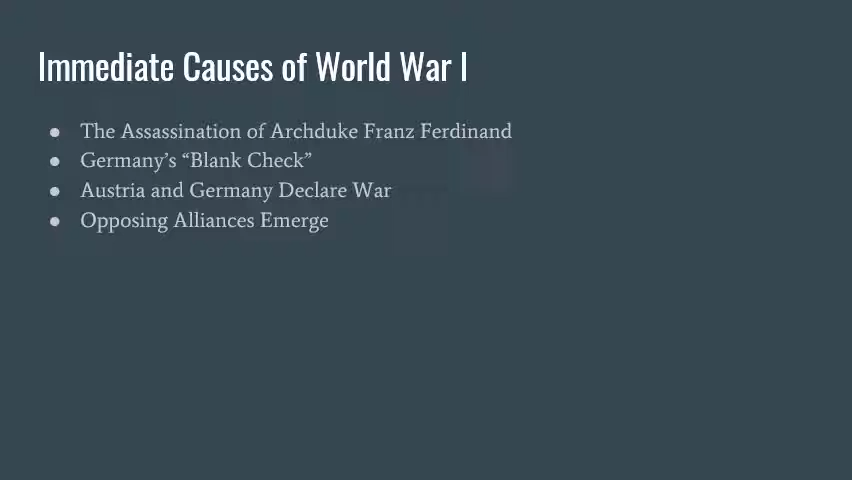 Immediate Causes of World War I
● The Assassination of Archduke Franz Ferdinand
● Germany’s “Blank Check”
● Austria and Germany Declare War
● Opposing Alliances Emerge